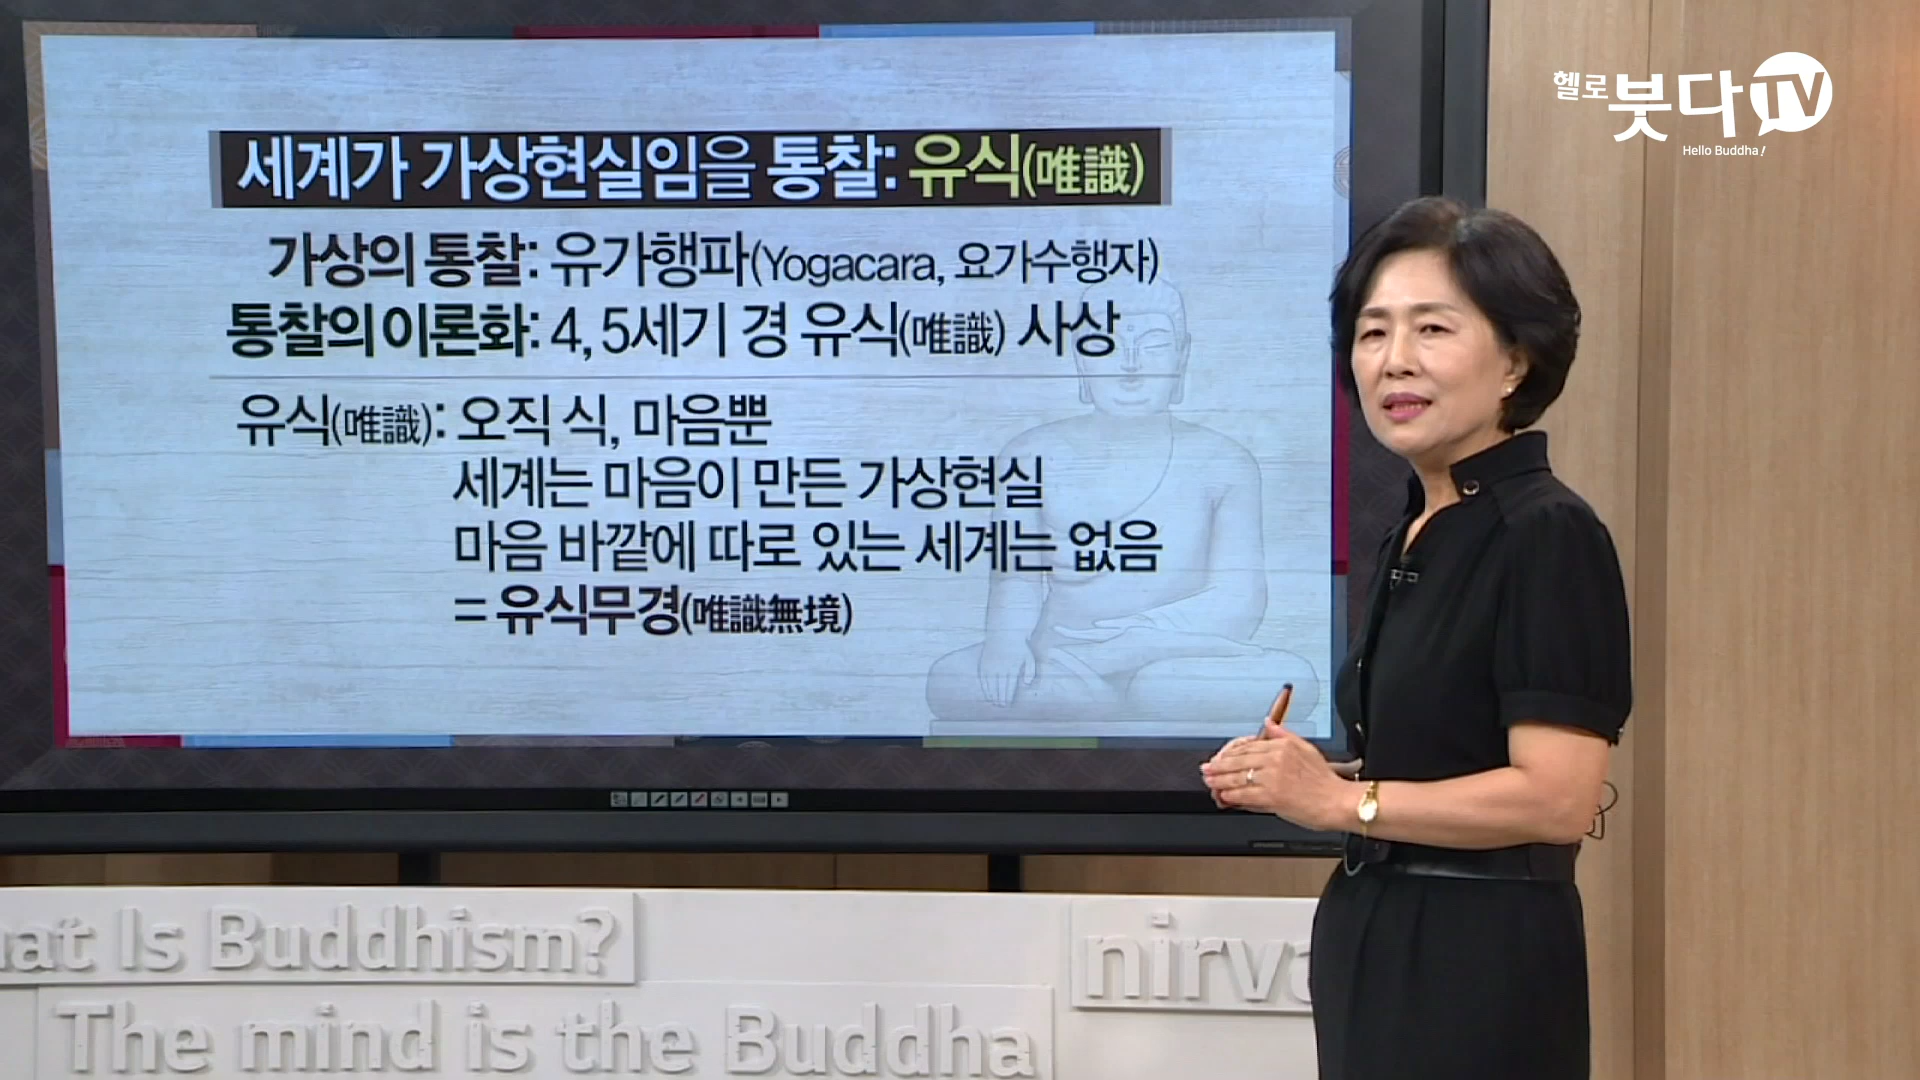 헬로붓다TV
Hello Buddha!
세계가 가상현실임을 통찰: 유식(唯識)
가상의 통찰: 유가행파(Yogacara, 요가수행자)
통찰의 이론화: 4, 5세기 경 유식(唯識) 사상
유식(唯識): 오직 식, 마음뿐
세계는 마음이 만든 가상현실
마음 바깥에 따로 있는 세계는 없음
= 유식무경(唯識無境)
hat Is Buddhism?
nirva
The mind is the Buddha